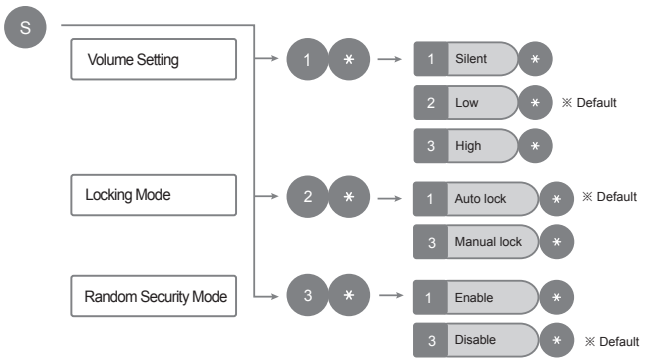 S
Volume Setting 1 * 1 Silent *
2 Low * ※ Default
3 High *
Locking Mode 2 * 1 Auto lock * ※ Default
3 Manual lock *
Random Security Mode 3 * 1 Enable *
3 Disable * ※ Default